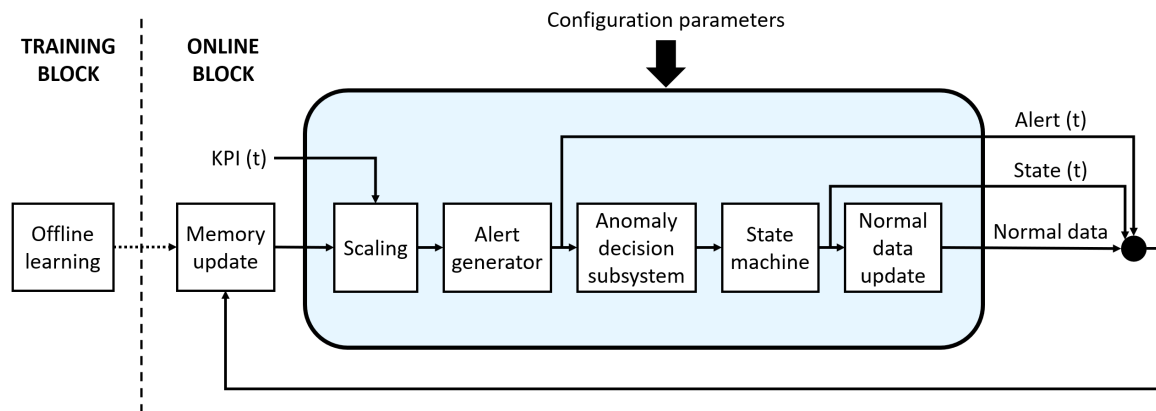 Configuration parameters
TRAINING
BLOCK
ONLINE
BLOCK
Alert (t)
KPI (t)
State (t)
Offline
learning
Memory
update
Scaling
Alert
generator
Anomaly
decision
subsystem
State
machine
Normal
data
update
Normal data